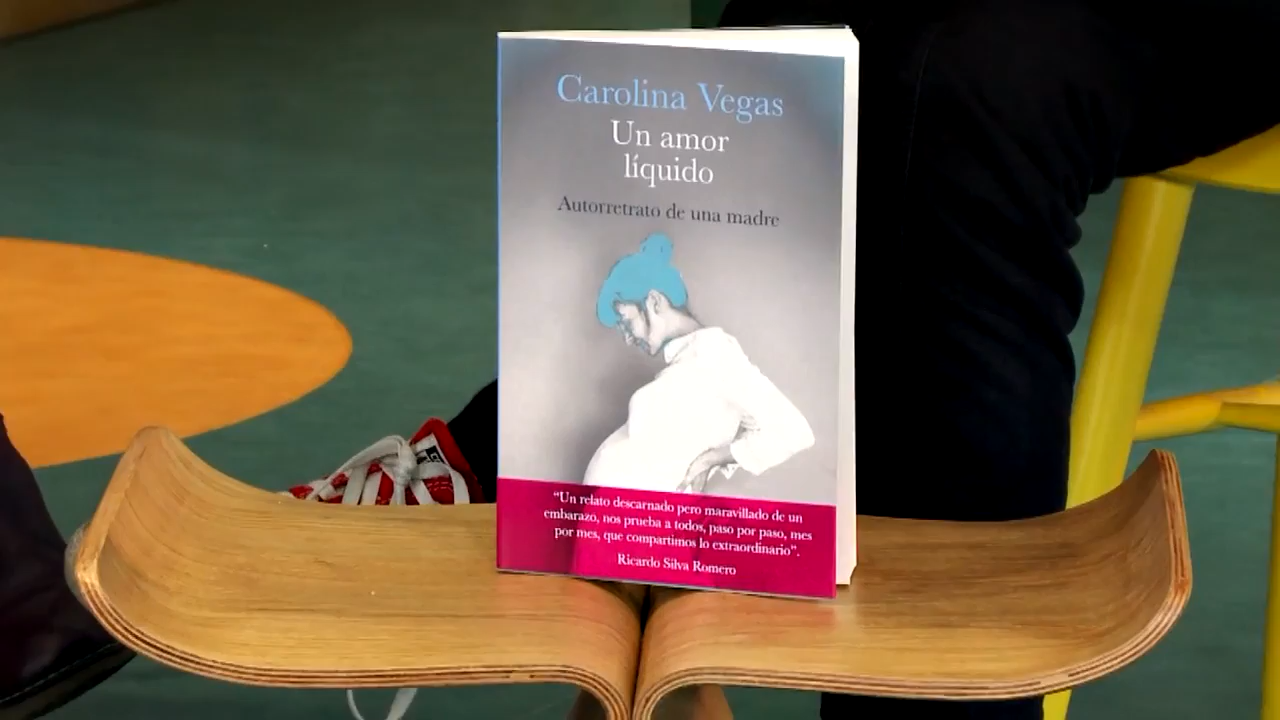 Carolina Vegas
Un amor
líquido
Autorretrato de una madre
“Un relato descarnado pero maravillado de un
embarazo, nos prueba a todos, paso por paso, mes
por mes, que compartimos lo extraordinario”.
Ricardo Silva Romero